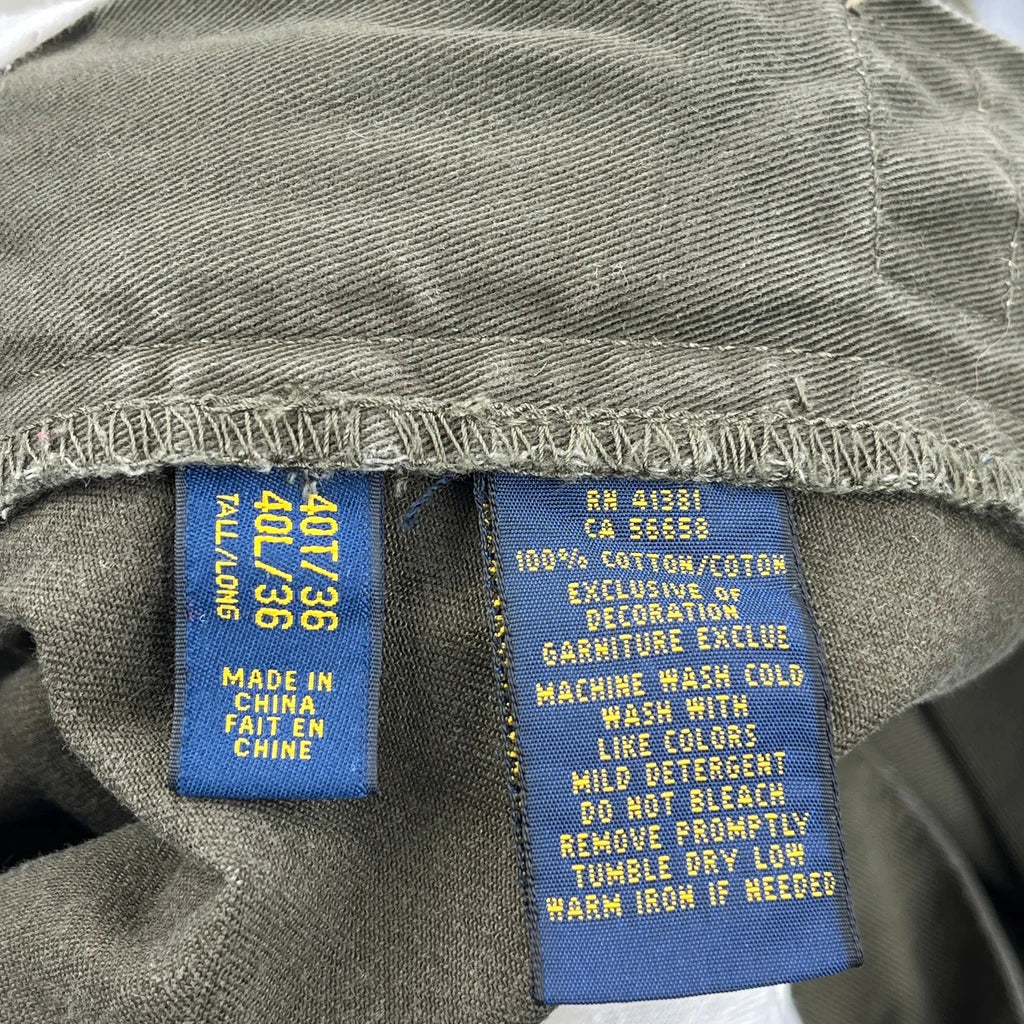 40T/36
40L/36
TALL/LONG
MADE IN
CHINA
FAIT EN
CHINE
RN 41381
CA 56658
100% COTTON/COTON
EXCLUSIVE OF
DECORATION
GARNITURE EXCLUE
MACHINE WASH COLD
WASH WITH
LIKE COLORS
MILD DETERGENT
DO NOT BLEACH
REMOVE PROMPTLY
TUMBLE DRY LOW
WARM IRON IF NEEDED